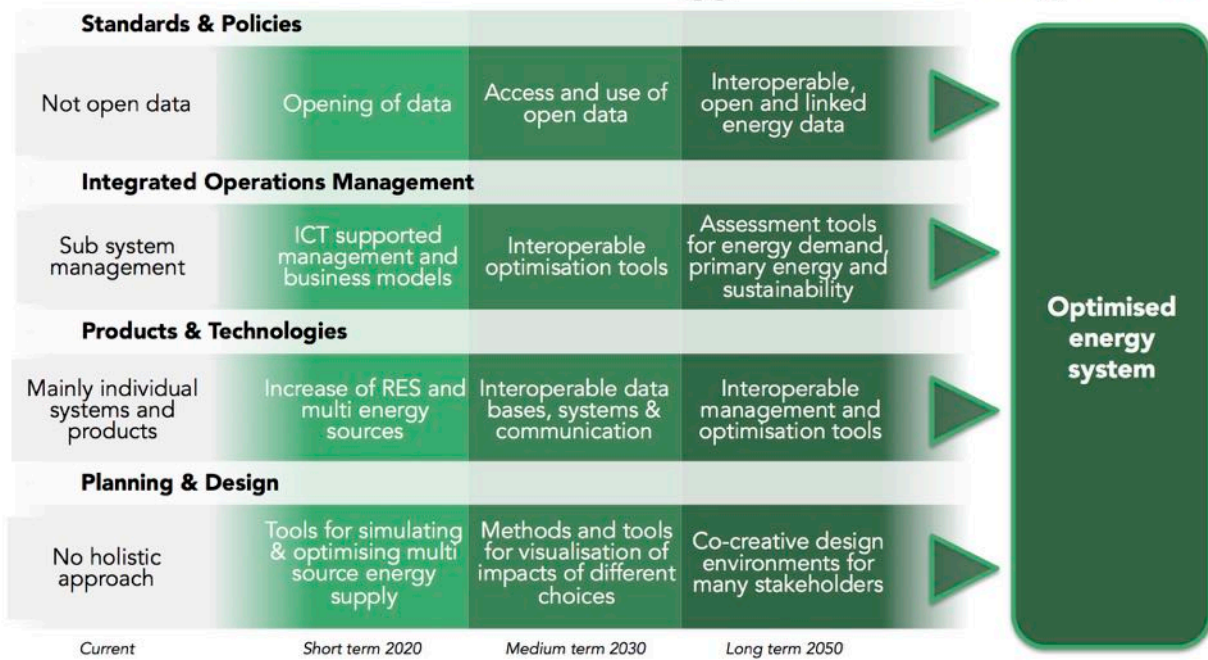 Standards & Policies
Not open data
Opening of data
Access and use of
open data
Interoperable,
open and linked
energy data
Integrated Operations Management
Sub system
management
ICT supported
management and
business models
Interoperable
optimisation tools
Assessment tools
for energy demand,
primary energy and
sustainability
Products & Technologies
Mainly individual
systems and
products
Increase of RES and
multi energy
sources
Interoperable data
bases, systems &
communication
Interoperable
management and
optimisation tools
Planning & Design
No holistic
approach
Tools for simulating
& optimising multi
source energy
supply
Methods and tools
for visualisation of
impacts of different
choices
Co-creative design
environments for
many stakeholders
Optimised
energy
system
Current
Short term 2020
Medium term 2030
Long term 2050